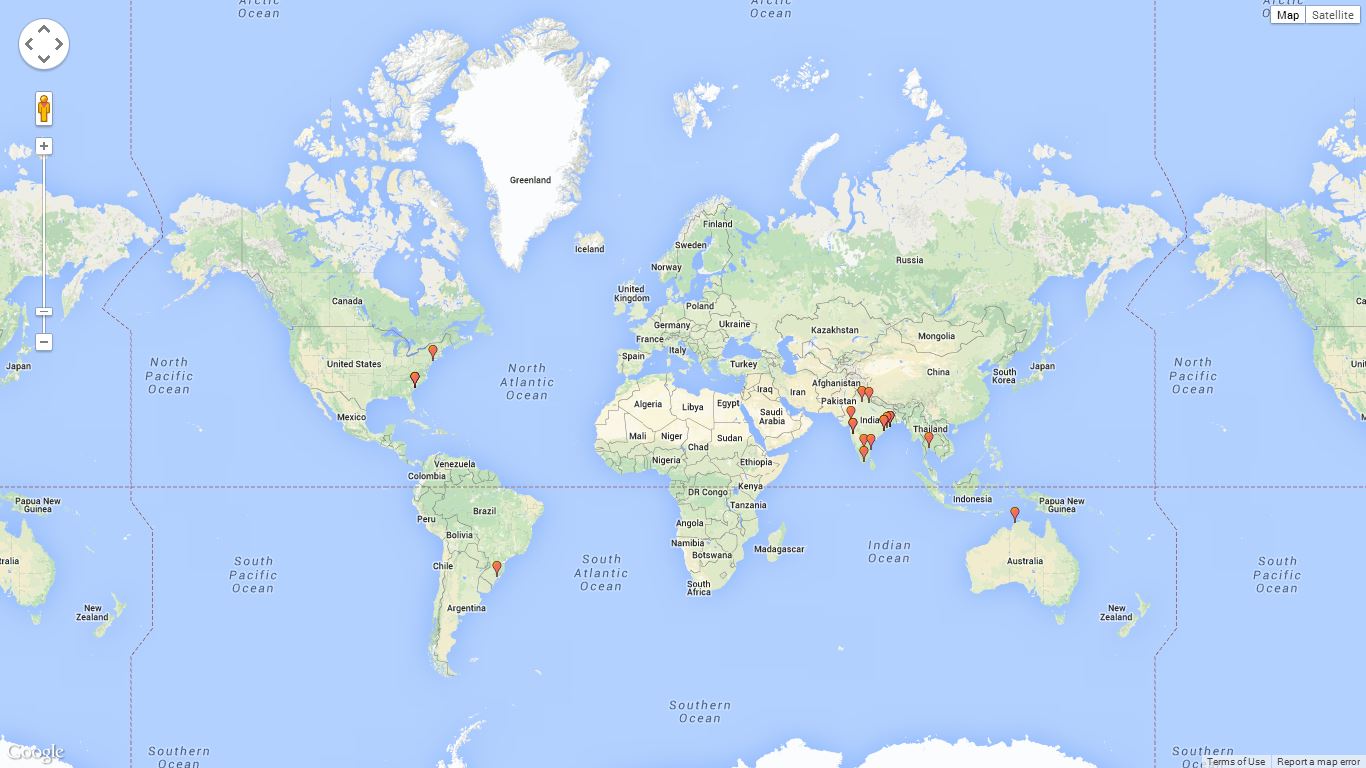 Arctic
Ocean
Arctic
Ocean
Arctic
Map
Satellite
Greenland
Finland
Iceland
Sweden
Russia
Norway
United
Kingdom
Canada
Poland
Germany
Ukraine
Kazakhstan
Mongolia
France
Spain
Italy
Turkey
United States
North
Atlantic
Ocean
North
Pacific
Ocean
North
Pacific
Ocean
Japan
Japan
South
Korea
China
Afghanistan
Iraq
Iran
Pakistan
Algeria
Libya
Egypt
Saudi
Arabia
India
Mexico
Thailand
Mali
Niger
Sudan
Chad
Nigeria
Ethiopia
Venezuela
Colombia
Kenya
DR Congo
Tanzania
Indonesia
Papua New
Guinea
Papua New
Guinea
Peru
Brazil
Angola
Bolivia
Namibia
Botswana
Madagascar
Indian
Ocean
Australia
ralia
Chile
South
Pacific
Ocean
South
Atlantic
Ocean
South
Pacific
Ocean
South
Africa
Argentina
New
Zealand
New
Zealand
Southern
Ocean
Southern
Ocean
Southern
Google
Terms of Use
Report a map error